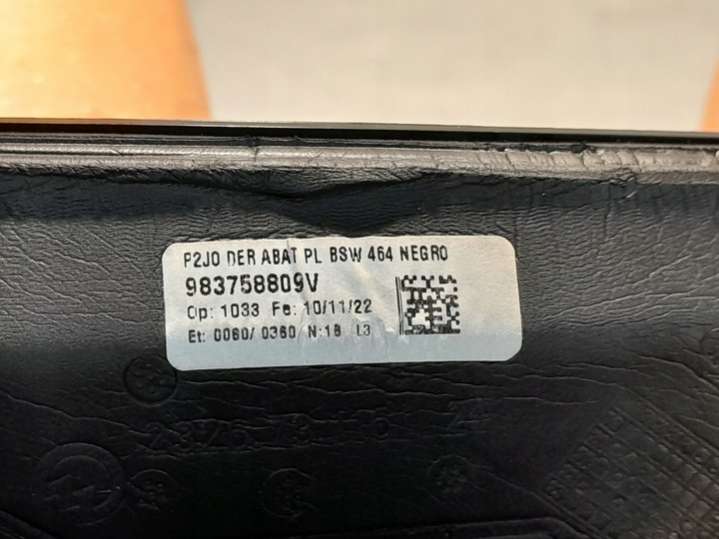 P2JO DER ABAT PL BSW 464 NEGRO
983758809V
Op: 1033 Fe: 10/11/22
Et: 0060/ 0360 N:18 L3